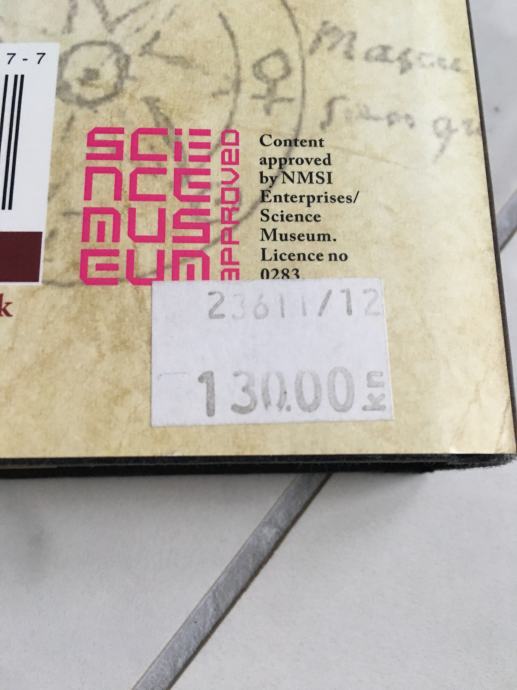 7-7
SCIE
NCE
MUS
EUM
APPROVED
Content
approved
by NMSI
Enterprises/
Science
Museum.
Licence no
0283
k
23611/12
130.00 kn